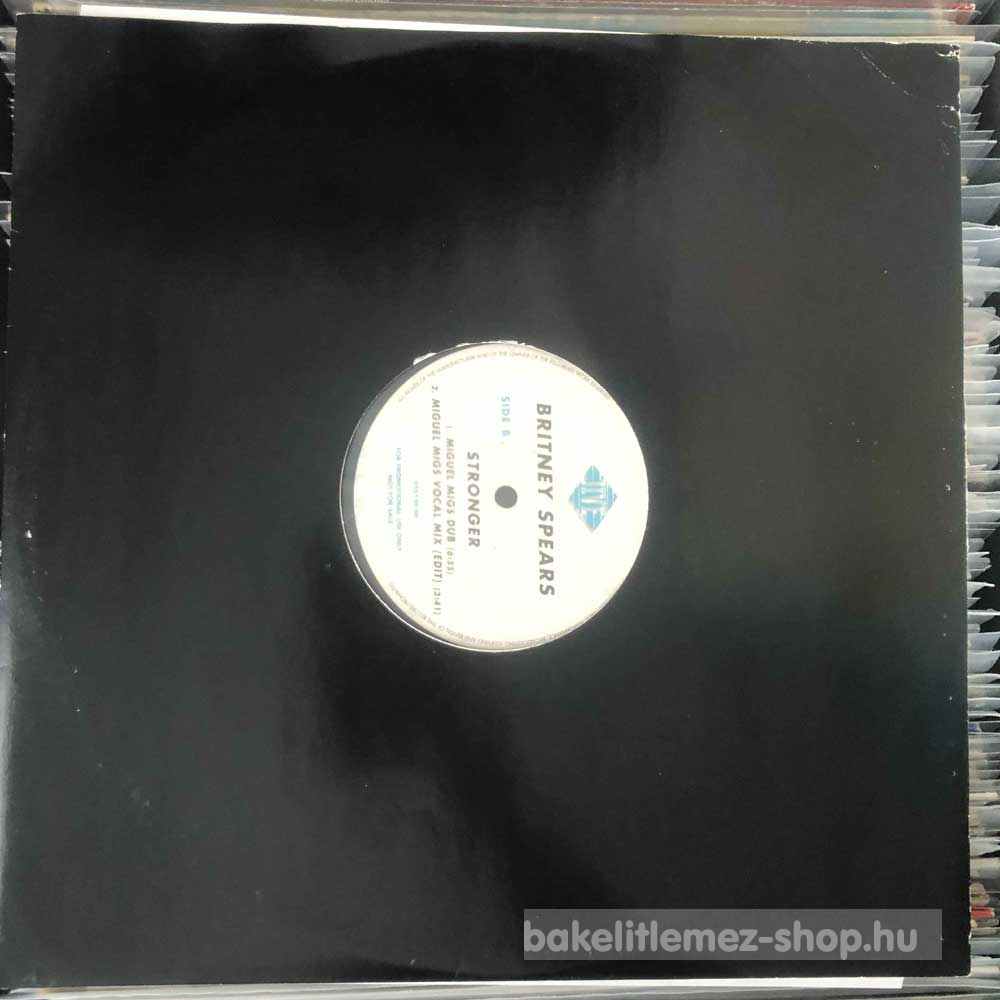 JIVE
BRITNEY SPEARS
SIDE B
STRONGER
1. MIGUEL MIGS DUB (6:35)
2. MIGUEL MIGS VOCAL MIX (EDIT) (3:41)
FOR PROMOTIONAL USE ONLY
NOT FOR SALE
bakelitlemez-shop.hu